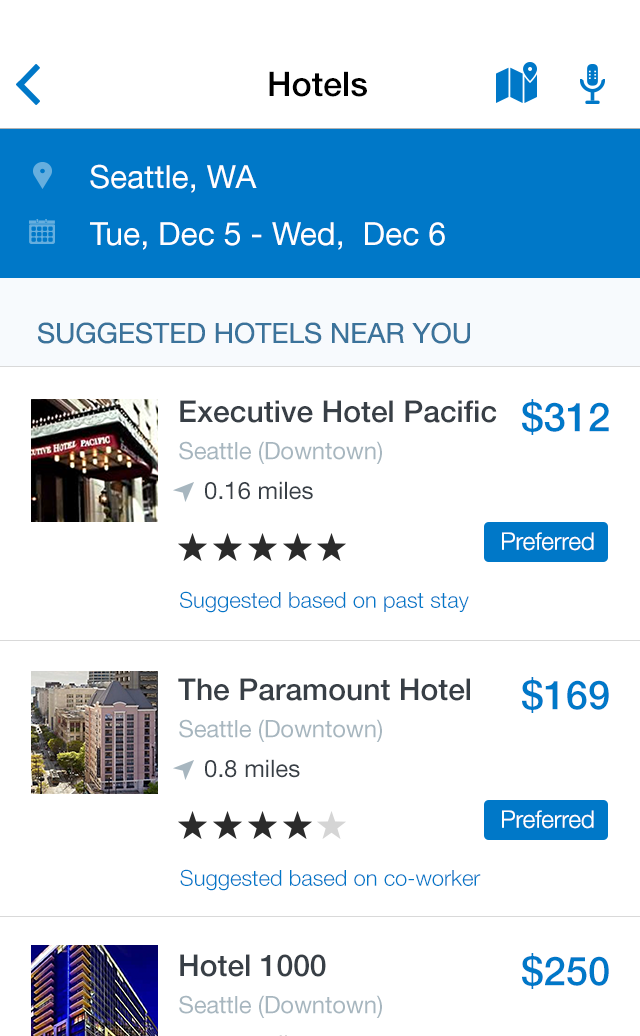 Hotels
Seattle, WA
Tue, Dec 5 - Wed,  Dec 6
SUGGESTED HOTELS NEAR YOU
Executive Hotel Pacific
$312
Seattle (Downtown)
0.16 miles
Preferred
Suggested based on past stay
CUTIVE HOTEL PACIFIC
The Paramount Hotel
$169
Seattle (Downtown)
0.8 miles
Preferred
Suggested based on co-worker
Hotel 1000
$250
Seattle (Downtown)